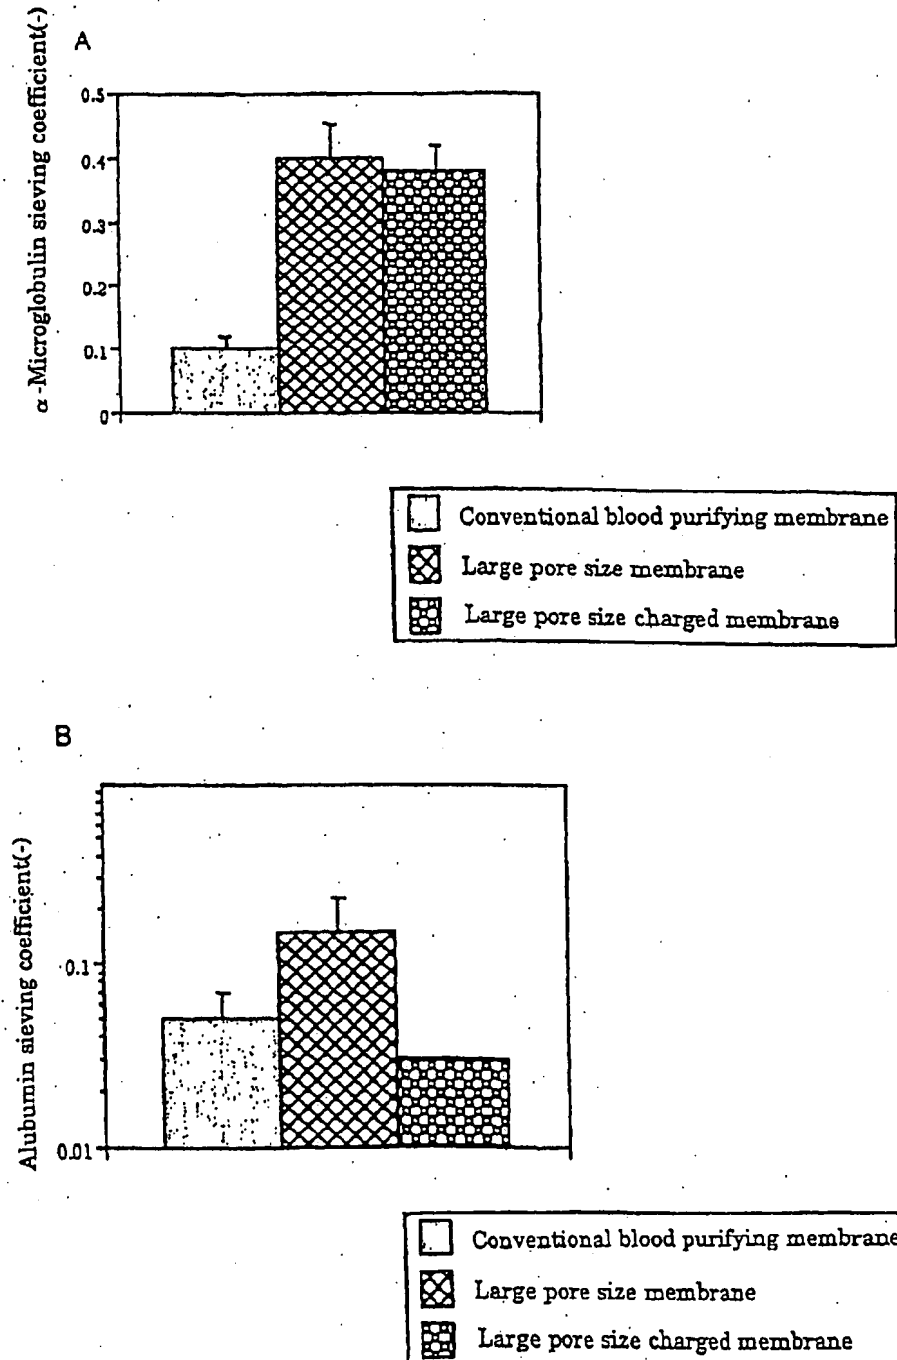 A
α-Microglobulin sieving coefficient(-)
0.5
0.4
0.3
0.2
0.1
0
Conventional blood purifying membrane
Large pore size membrane
Large pore size charged membrane
B
Alubumin sieving coefficient(-)
0.1
0.01
Conventional blood purifying membrane
Large pore size membrane
Large pore size charged membrane